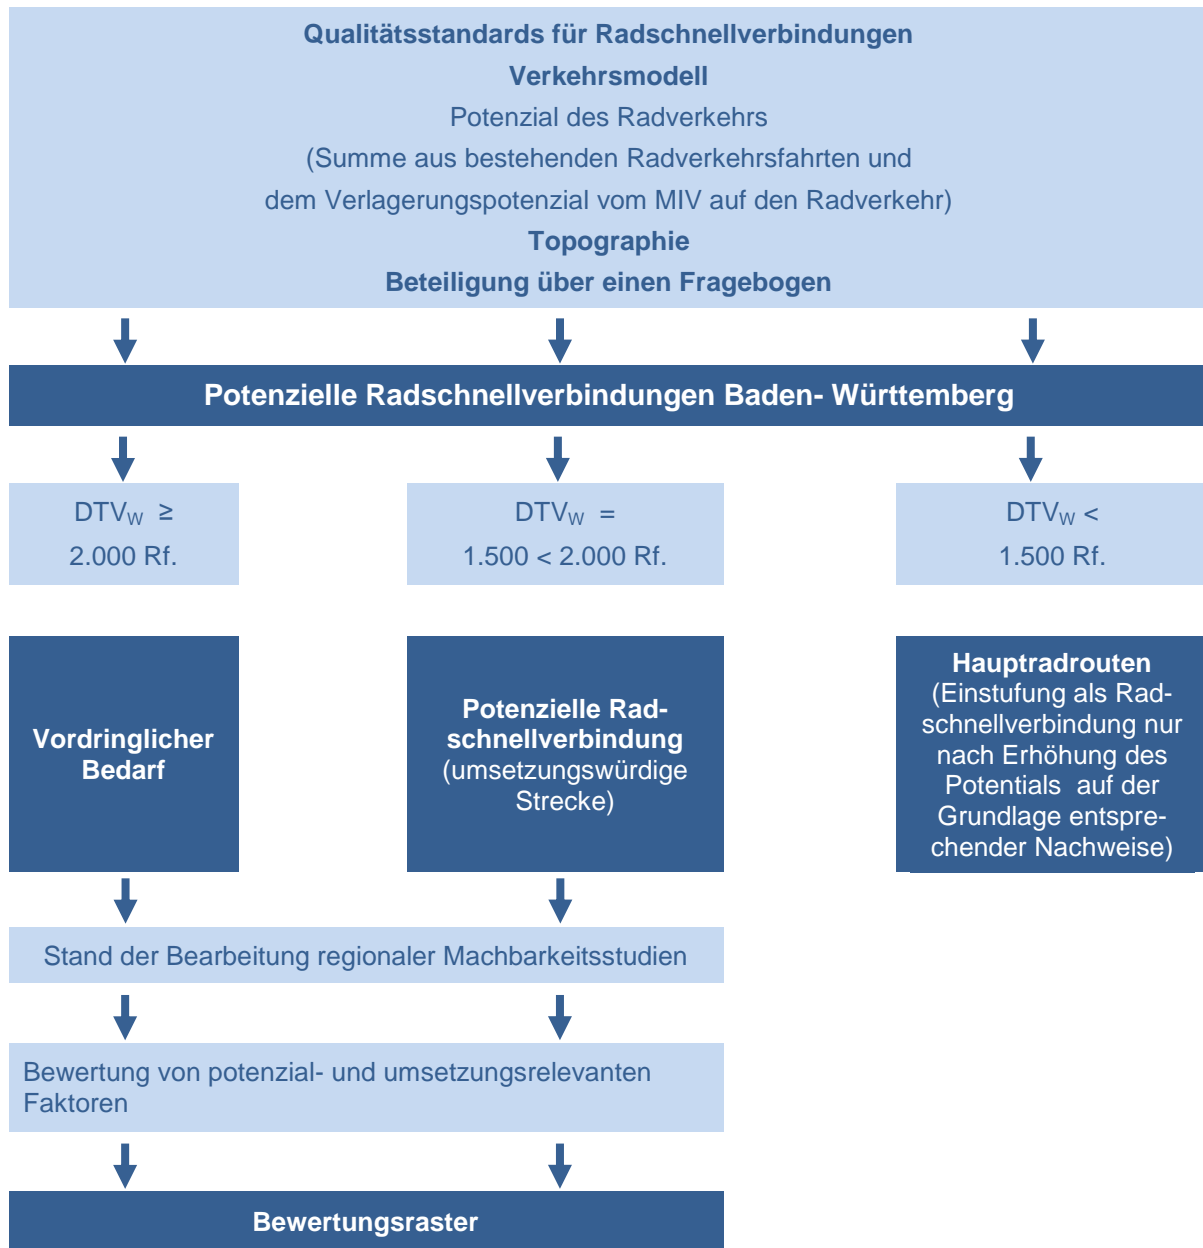 Qualitätsstandards für Radschnellverbindungen
Verkehrsmodell
Potenzial des Radverkehrs
(Summe aus bestehenden Radverkehrsfahrten und
dem Verlagerungspotenzial vom MIV auf den Radverkehr)
Topographie
Beteiligung über einen Fragebogen
Potenzielle Radschnellverbindungen Baden- Württemberg
DTVW ≥
2.000 Rf.
DTVW =
1.500 < 2.000 Rf.
DTVW <
1.500 Rf.
Vordringlicher
Bedarf
Potenzielle Rad-
schnellverbindung
(umsetzungswürdige
Strecke)
Hauptradrouten
(Einstufung als Rad-
schnellverbindung nur
nach Erhöhung des
Potentials auf der
Grundlage entspre-
chender Nachweise)
Stand der Bearbeitung regionaler Machbarkeitsstudien
Bewertung von potenzial- und umsetzungsrelevanten
Faktoren
Bewertungsraster